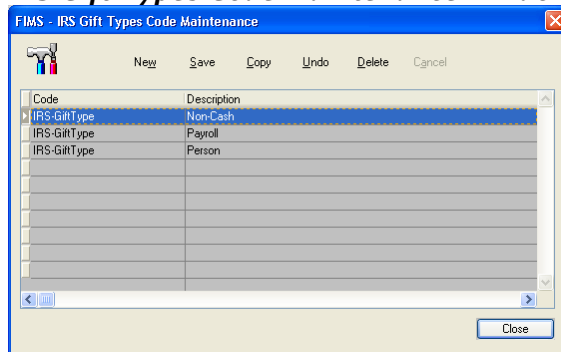 FIMS - IRS Gift Types Code Maintenance
New Save Copy Undo Delete Cancel
Code Description
IRS-GiftType Non-Cash
IRS-GiftType Payroll
IRS-GiftType Person
Close